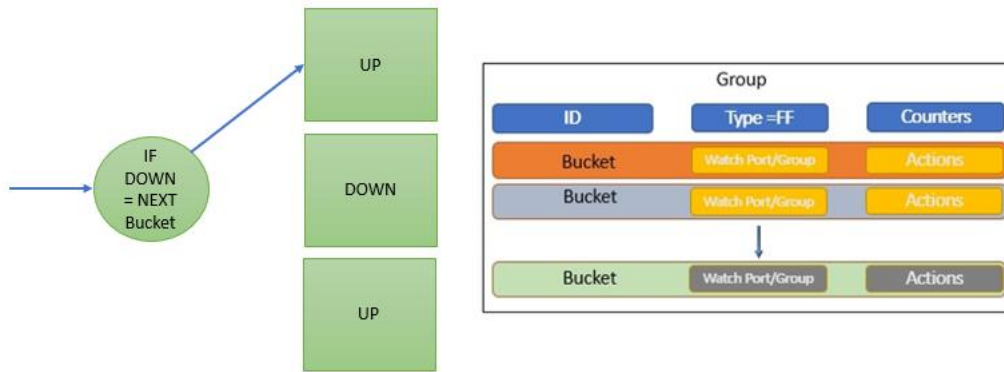 IF
DOWN
= NEXT
Bucket
UP
DOWN
UP
Group
ID
Type =FF
Counters
Bucket
Watch Port/Group
Actions
Bucket
Watch Port/Group
Actions
Bucket
Watch Port/Group
Actions